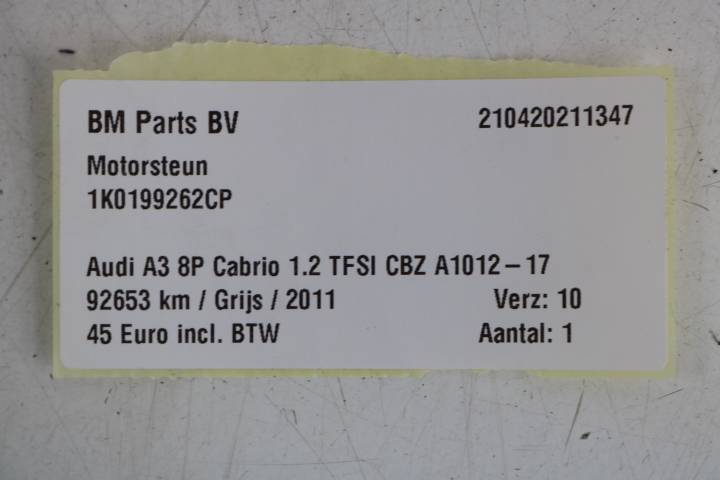 BM Parts BV 210420211347
Motorsteun
1K0199262CP
Audi A3 8P Cabrio 1.2 TFSI CBZ A1012-17
92653 km / Grijs / 2011 Verz: 10
45 Euro incl. BTW Aantal: 1